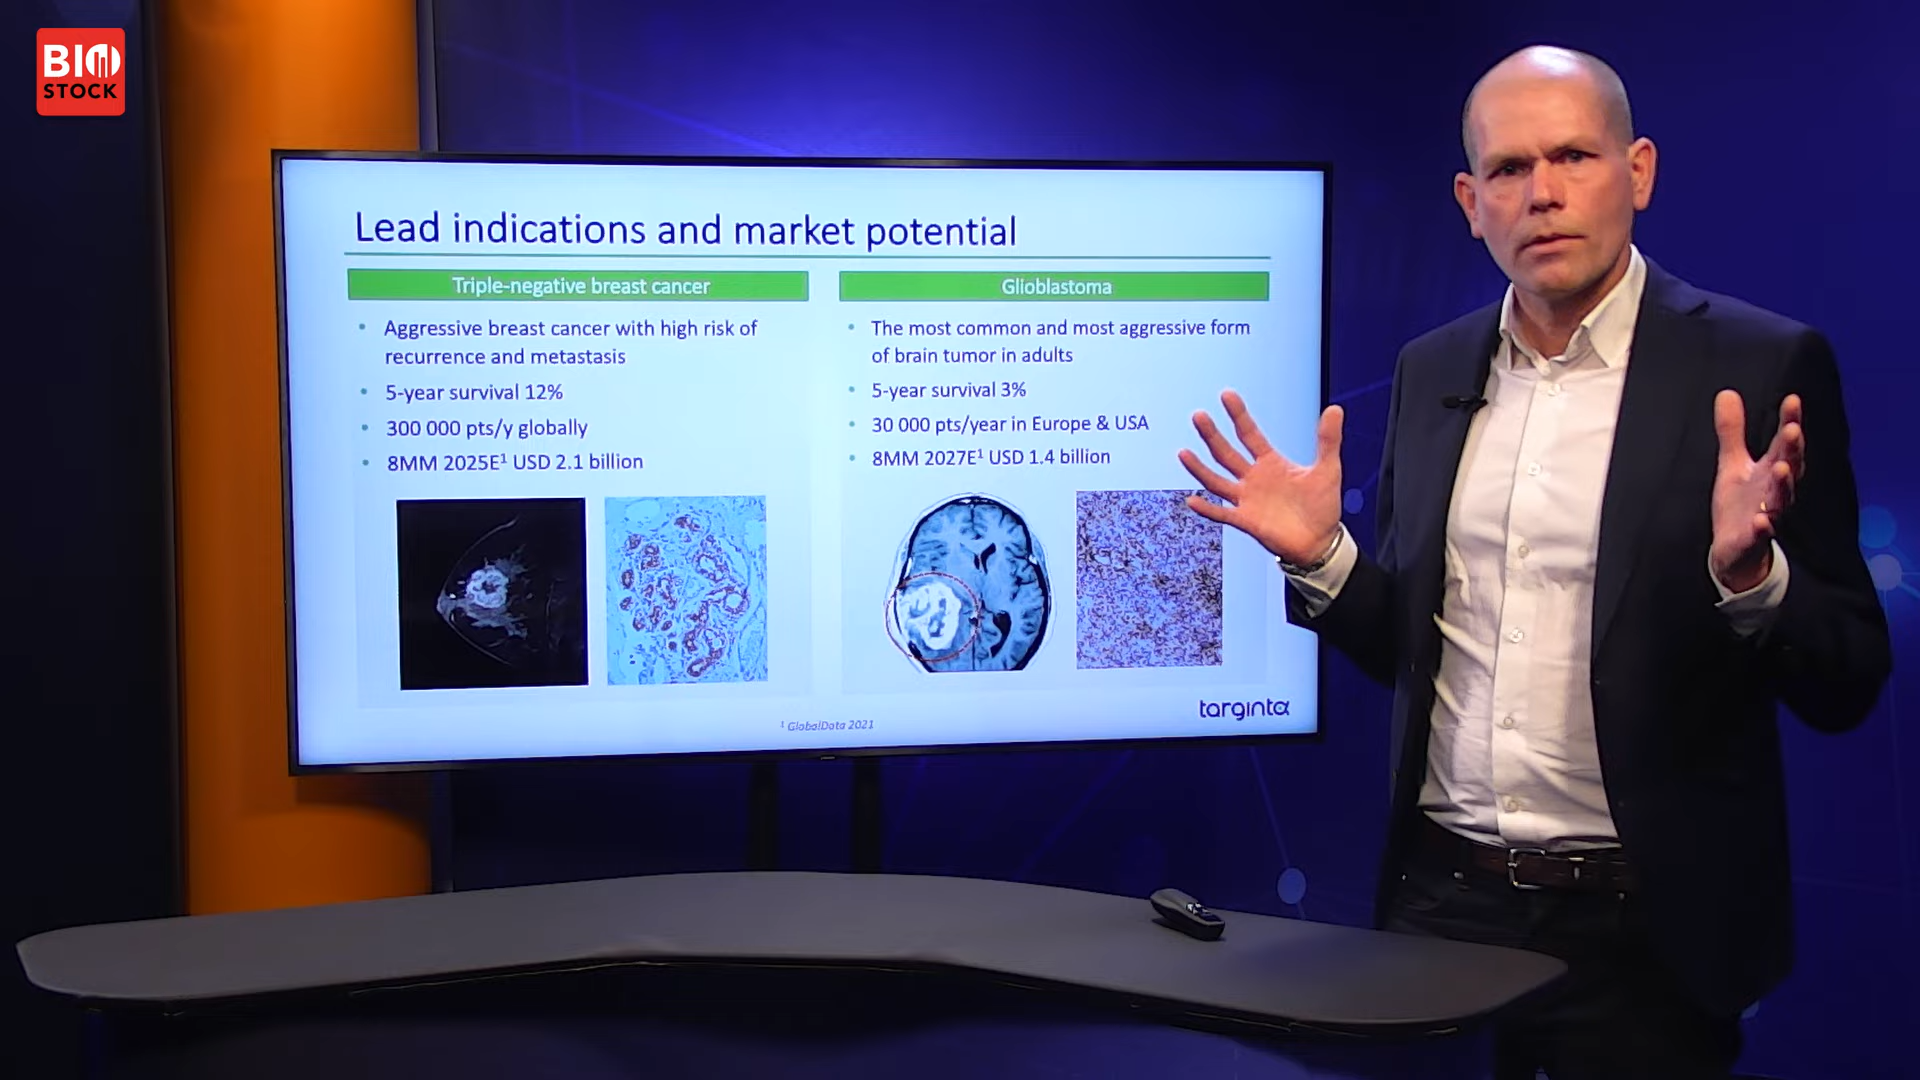 BIO
STOCK
Lead indications and market potential
Triple-negative breast cancer
• Aggressive breast cancer with high risk of
recurrence and metastasis
• 5-year survival 12%
• 300 000 pts/y globally
• 8MM 2025E¹ USD 2.1 billion
Glioblastoma
• The most common and most aggressive form
of brain tumor in adults
• 5-year survival 3%
• 30 000 pts/year in Europe & USA
• 8MM 2027E¹ USD 1.4 billion
¹ GlobalData 2021
targinta